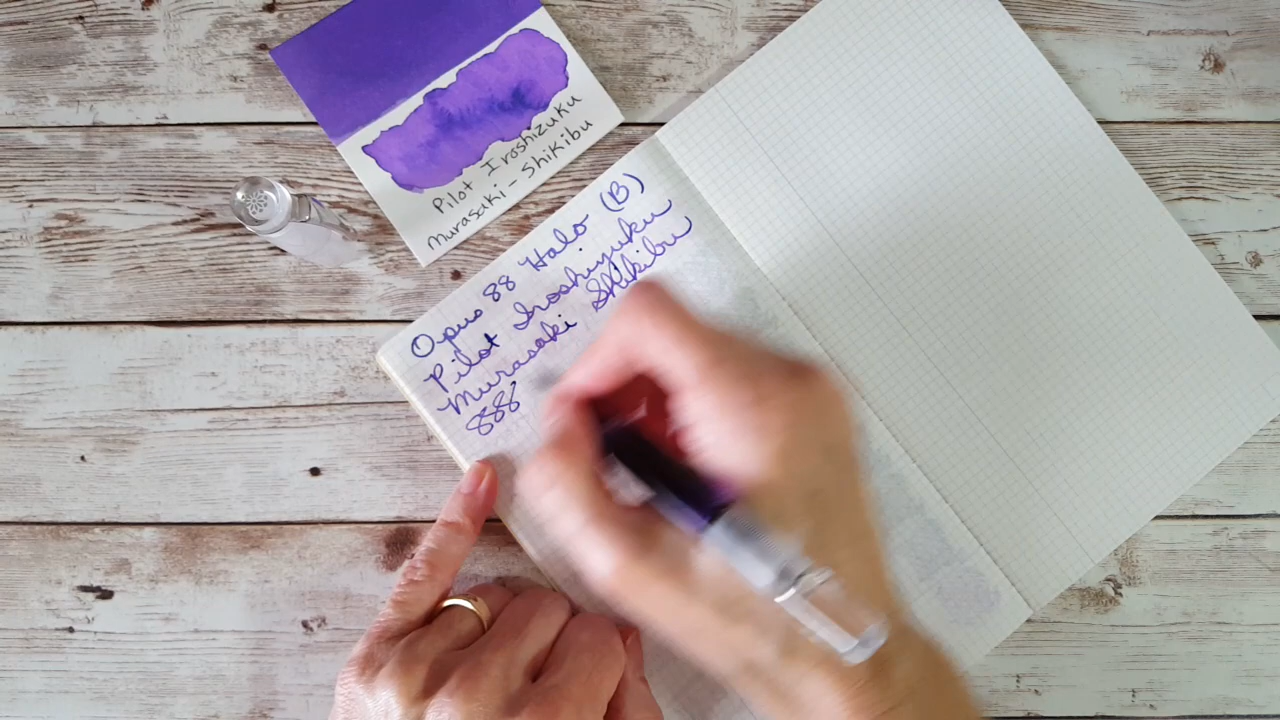 Pilot Iroshizuku
Murasaki - Shikibu
Opus 88 Halo (B)
Pilot Iroshizuku
Murasaki Shikibu
888